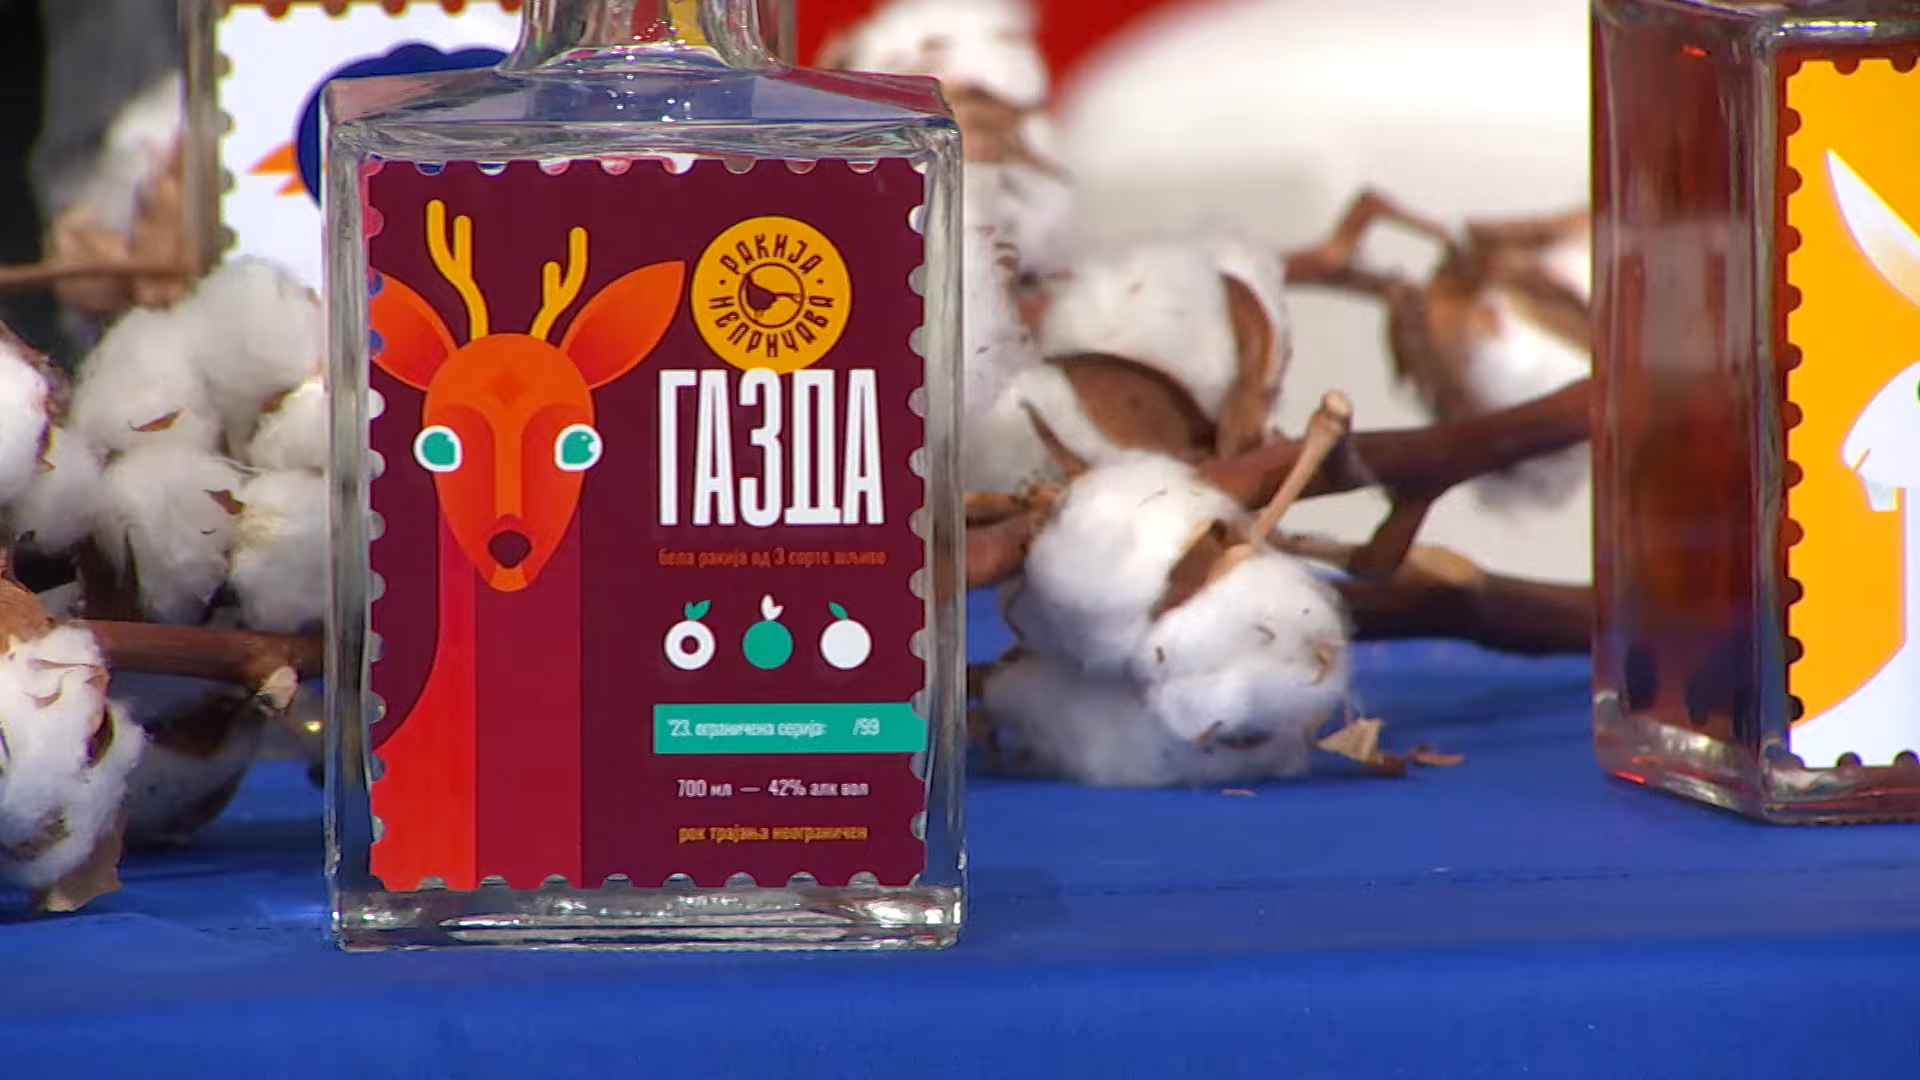 РАКИЈА
НЕПРИЧАВА
ГАЗДА
бела ракија од 3 сорте шљиве
'23. ограничена серија: /99
700 мл — 42% алк вол
рок трајања неограничен